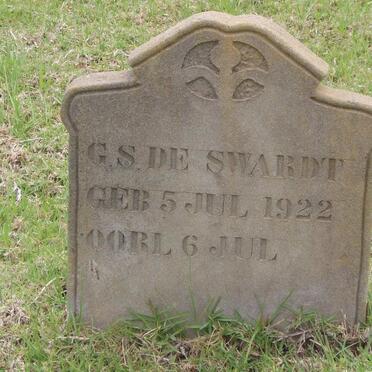 G.S. DE SWARDT
GEB 5 JUL 1922
OORL 6 JUL